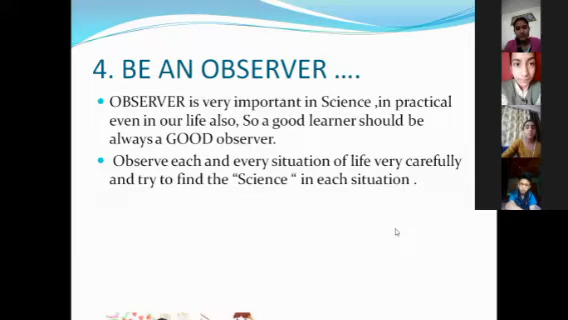 4. BE AN OBSERVER ....
• OBSERVER is very important in Science ,in practical
even in our life also, So a good learner should be
always a GOOD observer.
• Observe each and every situation of life very carefully
and try to find the “Science “ in each situation .